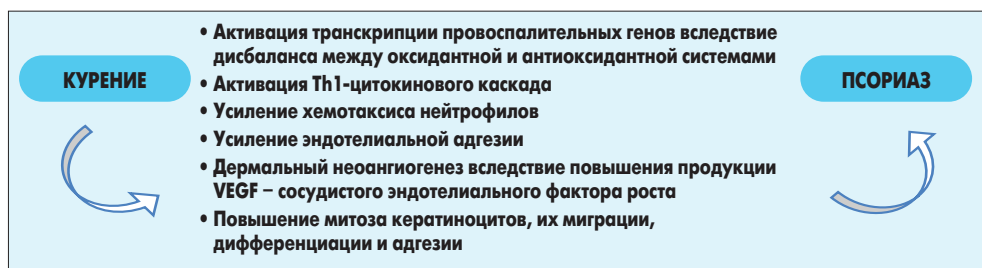 КУРЕНИЕ
• Активация транскрипции провоспалительных генов вследствие
дисбаланса между оксидантной и антиоксидантной системами
• Активация Th1-цитокинового каскада
• Усиление хемотаксиса нейтрофилов
• Усиление эндотелиальной адгезии
• Дермальный неоангиогенез вследствие повышения продукции
VEGF – сосудистого эндотелиального фактора роста
• Повышение митоза кератиноцитов, их миграции,
дифференциации и адгезии
ПСОРИАЗ